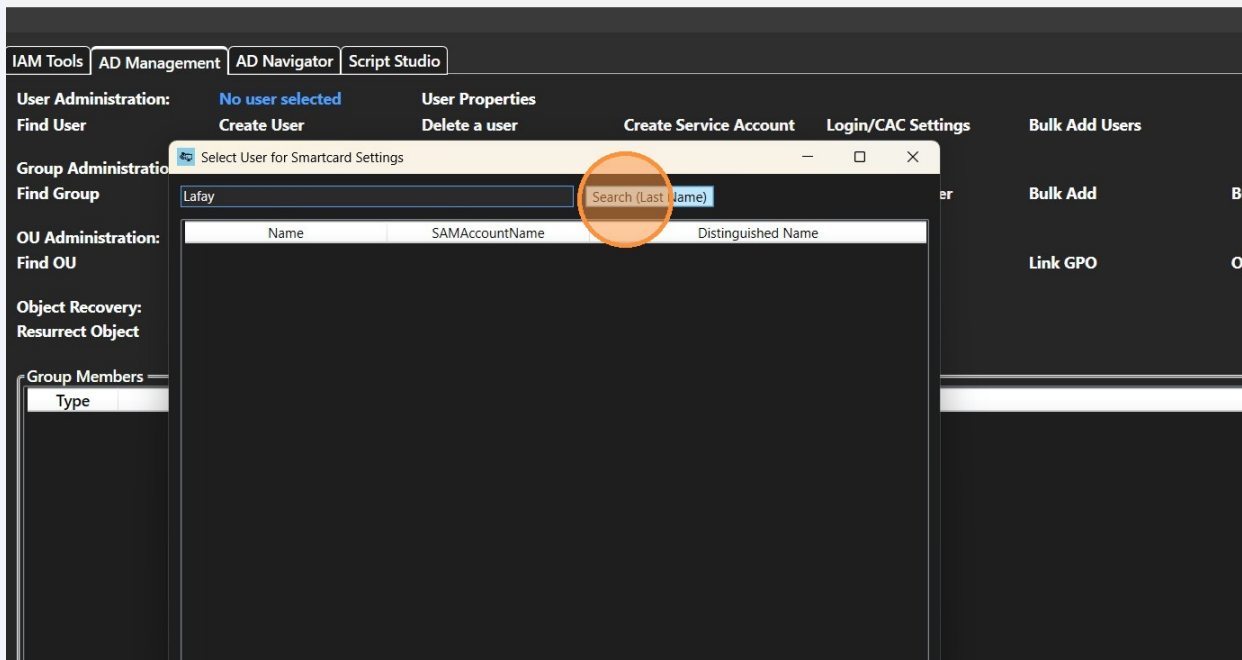 IAM Tools AD Management AD Navigator Script Studio
User Administration: No user selected User Properties
Find User Create User Delete a user Create Service Account Login/CAC Settings Bulk Add Users
Select User for Smartcard Settings
Group Administratio
Find Group er Bulk Add B
Lafay Search (Last Name)
Name SAMAccountName Distinguished Name
OU Administration:
Find OU Link GPO O
Object Recovery:
Resurrect Object
Group Members
Type